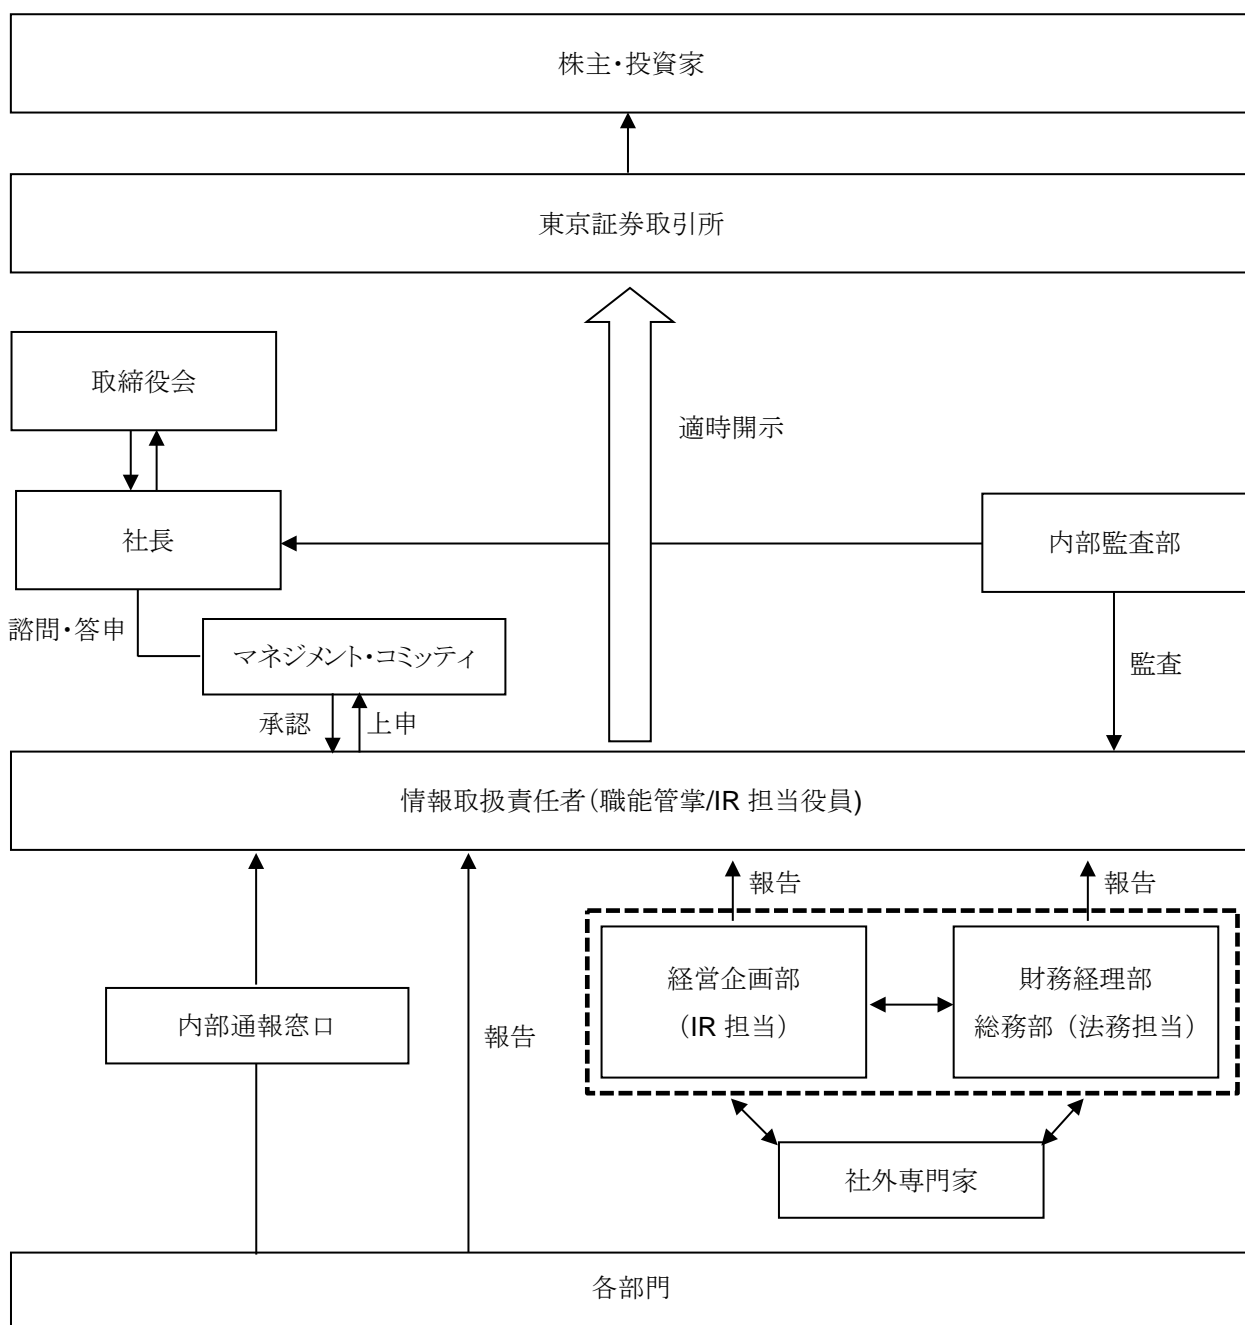 株主・投資家
東京証券取引所
取締役会
適時開示
社長
内部監査部
諮問・答申
マネジメント・コミッティ
監査
承認
上申
情報取扱責任者(職能管掌/IR 担当役員)
報告
報告
経営企画部
(IR 担当)
財務経理部
総務部(法務担当)
内部通報窓口
報告
社外専門家
各部門